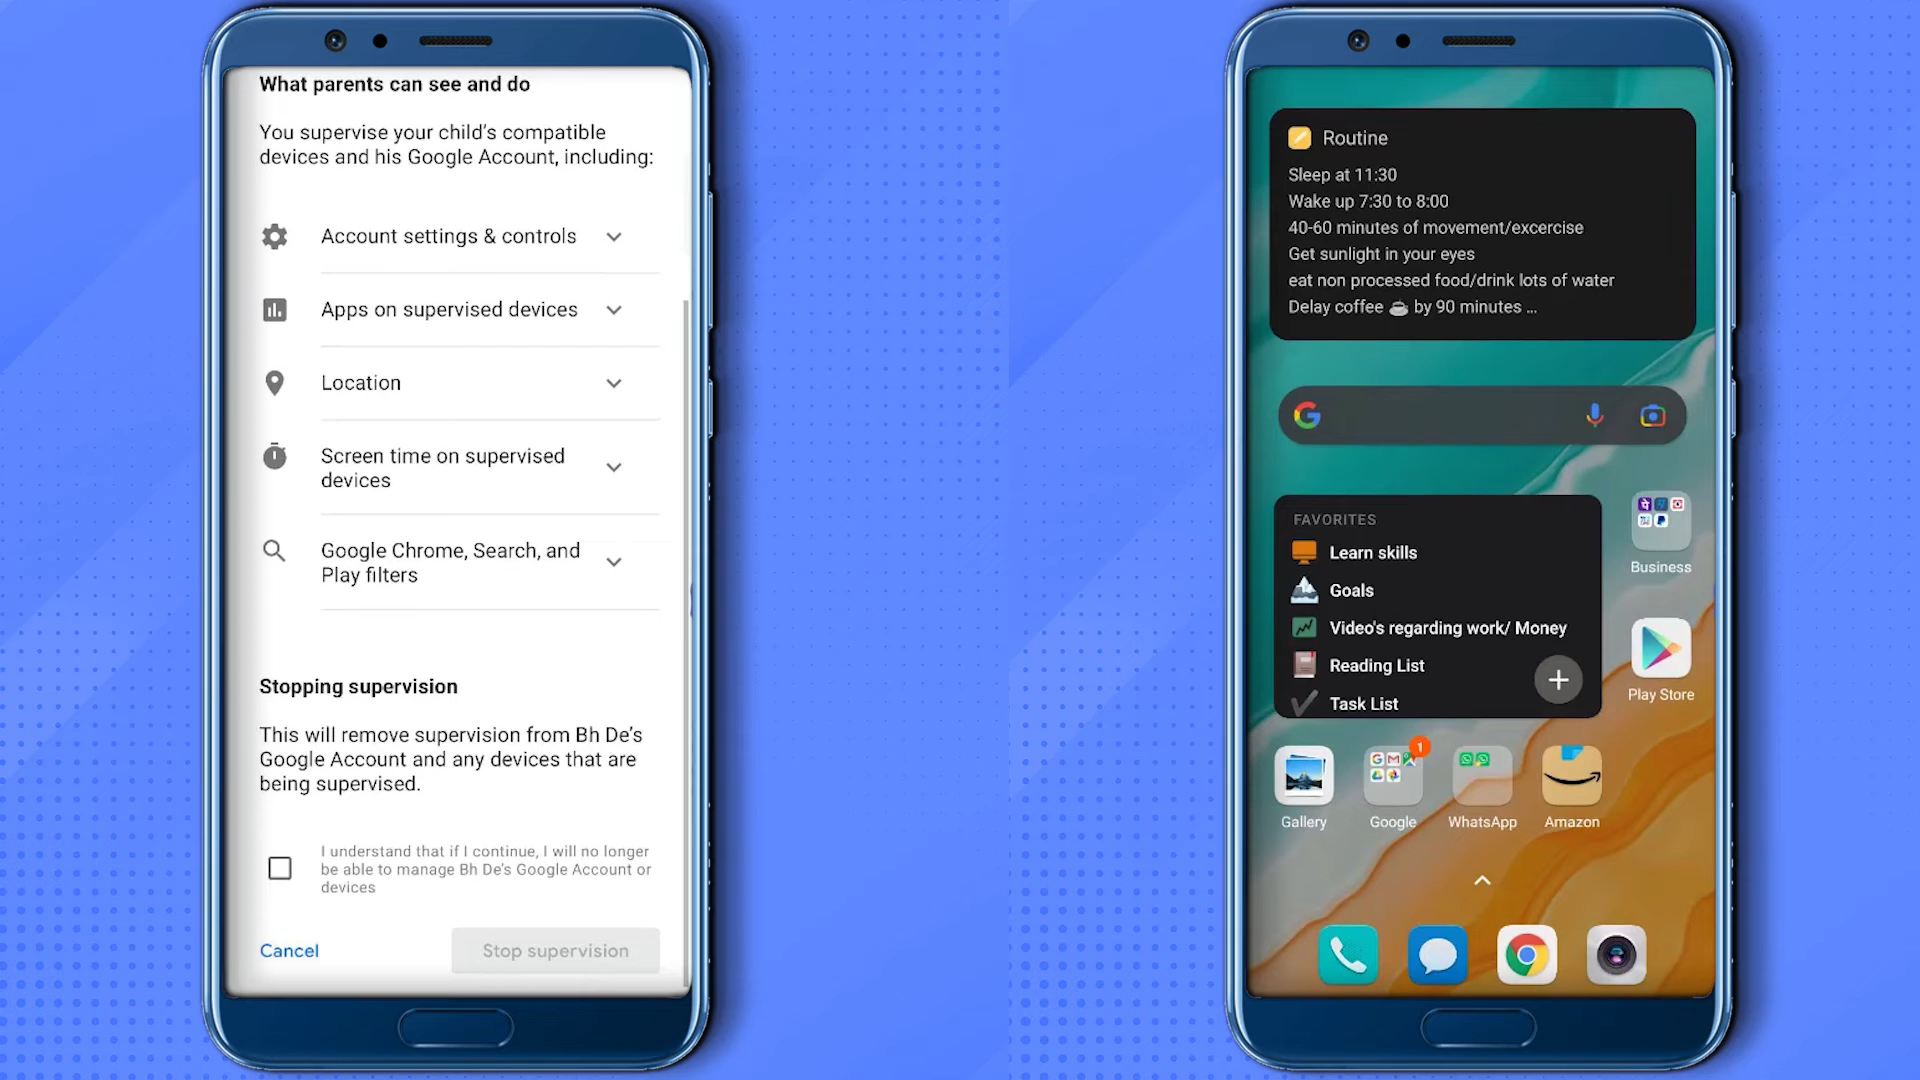 What parents can see and do
You supervise your child's compatible
devices and his Google Account, including:
Account settings & controls
Apps on supervised devices
Location
Screen time on supervised
devices
Google Chrome, Search, and
Play filters
Stopping supervision
This will remove supervision from Bh De's
Google Account and any devices that are
being supervised.
I understand that if I continue, I will no longer
be able to manage Bh De's Google Account or
devices
Cancel
Stop supervision
Routine
Sleep at 11:30
Wake up 7:30 to 8:00
40-60 minutes of movement/excercise
Get sunlight in your eyes
eat non processed food/drink lots of water
Delay coffee ☕ by 90 minutes ...
FAVORITES
Learn skills
Goals
Video's regarding work/ Money
Reading List
Task List
Business
Play Store
1
Gallery
Google
WhatsApp
Amazon